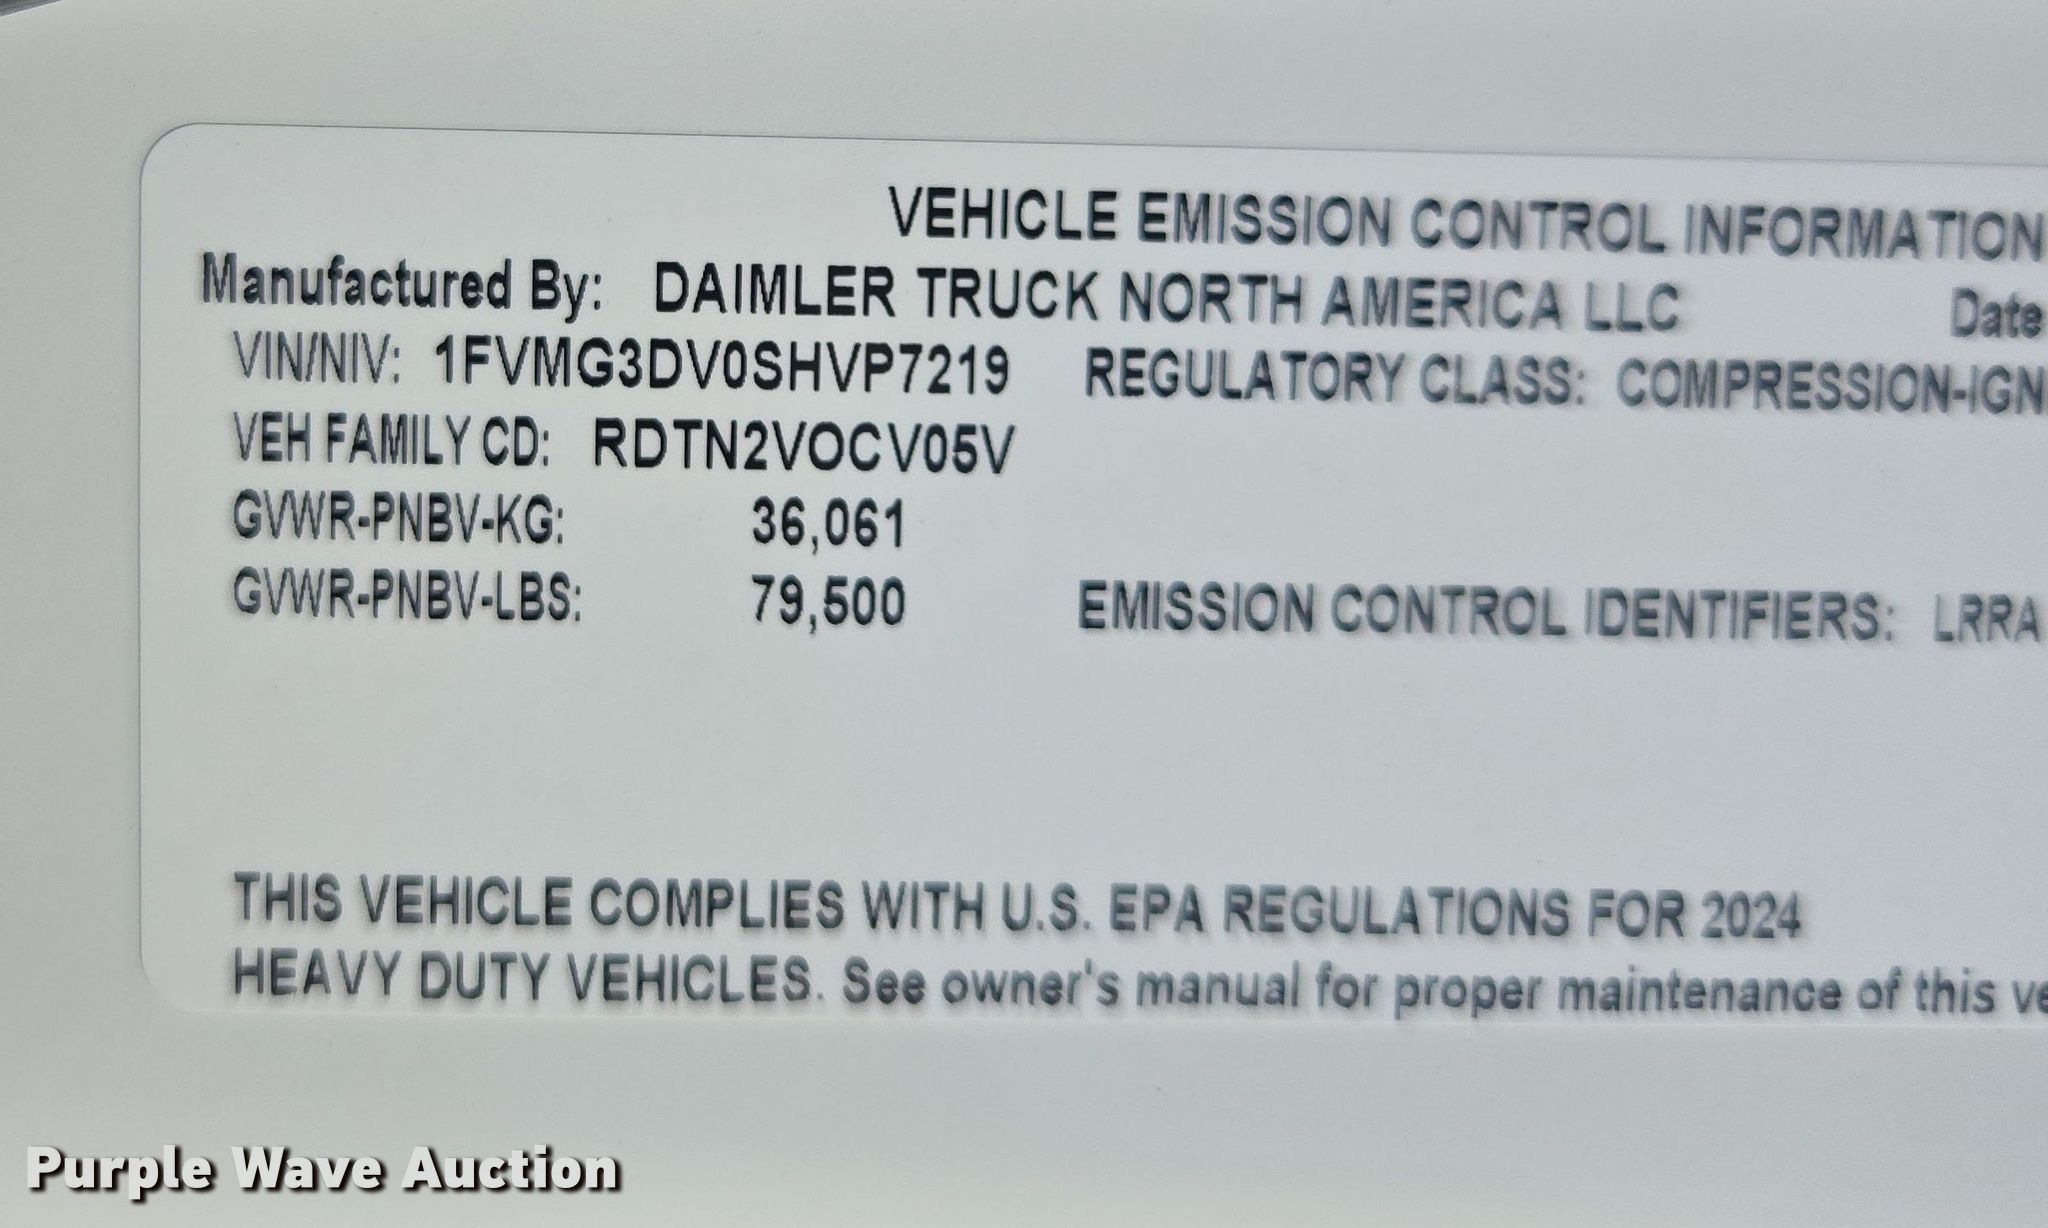 VEHICLE EMISSION CONTROL INFORMATION
Manufactured By: DAIMLER TRUCK NORTH AMERICA LLC Date
VIN/NIV: 1FVMG3DV0SHVP7219 REGULATORY CLASS: COMPRESSION-IGN
VEH FAMILY CD: RDTN2VOCV05V
GVWR-PNBV-KG: 36,061
GVWR-PNBV-LBS: 79,500 EMISSION CONTROL IDENTIFIERS: LRRA
THIS VEHICLE COMPLIES WITH U.S. EPA REGULATIONS FOR 2024
HEAVY DUTY VEHICLES. See owner's manual for proper maintenance of this ve
Purple Wave Auction